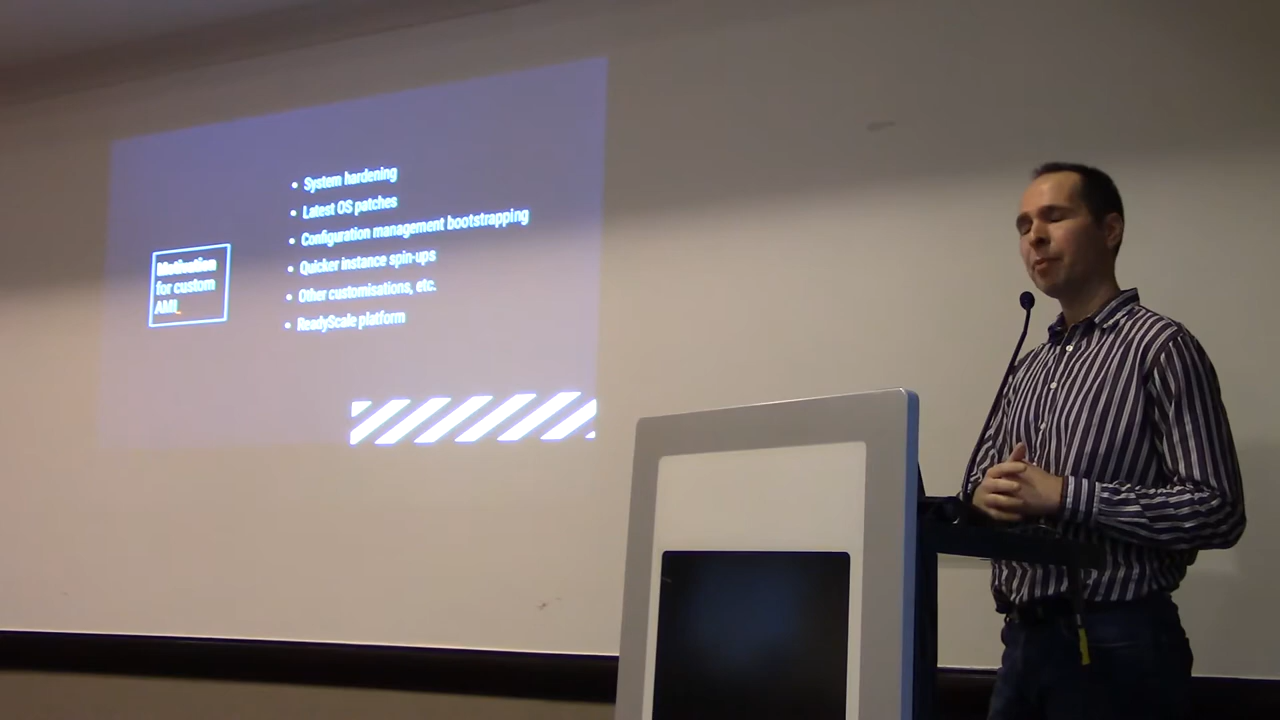 Motivation
for custom
AMI_
• System hardening
• Latest OS patches
• Configuration management bootstrapping
• Quicker instance spin-ups
• Other customisations, etc.
• ReadyScale platform